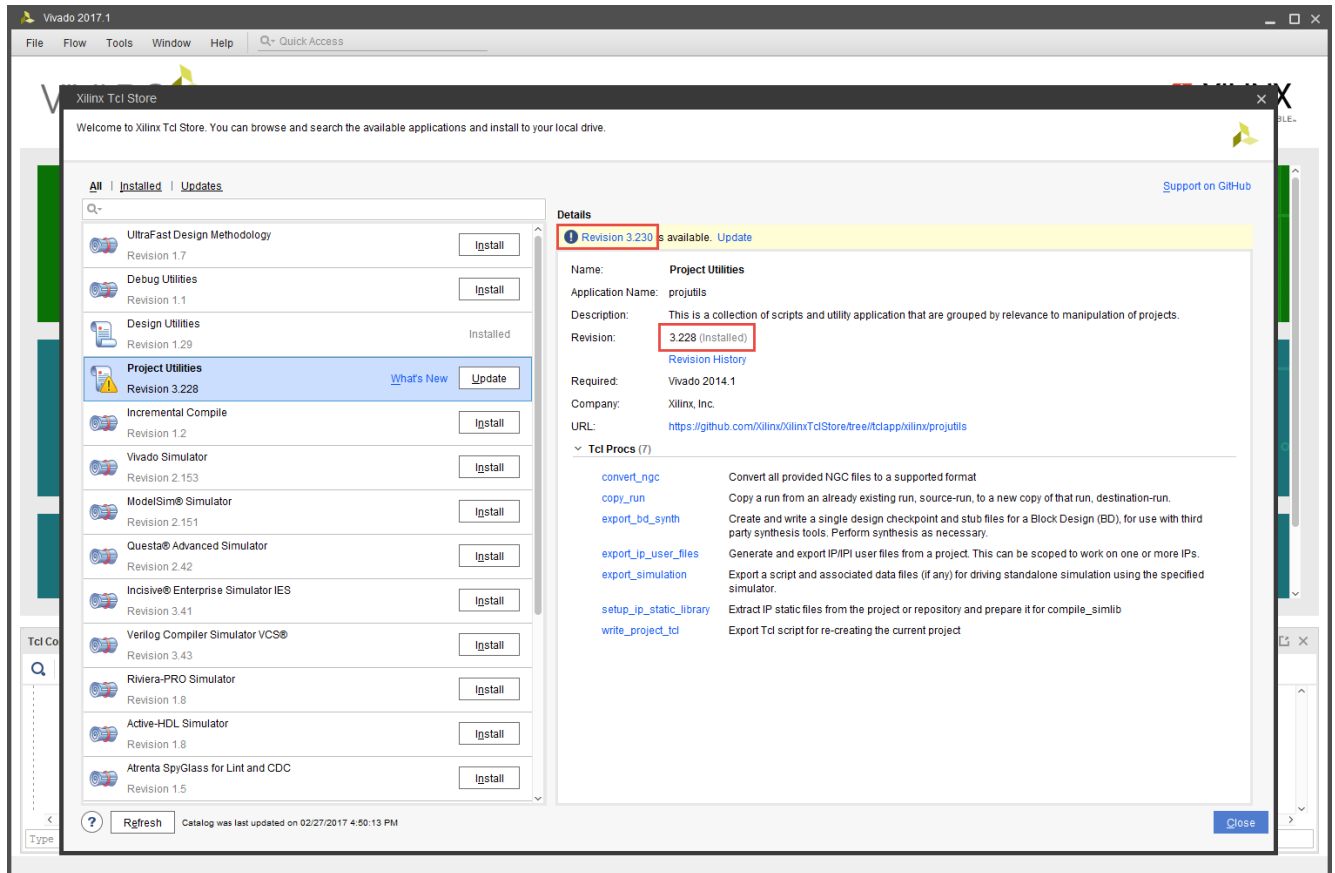 Vivado 2017.1
File Flow Tools Window Help Quick Access
Xilinx Tcl Store
Welcome to Xilinx Tcl Store. You can browse and search the available applications and install to your local drive.
All | Installed | Updates
Support on GitHub
UltraFast Design Methodology
Revision 1.7
Install
Debug Utilities
Revision 1.1
Install
Design Utilities
Revision 1.29
Installed
Project Utilities
Revision 3.228
What's New Update
Incremental Compile
Revision 1.2
Install
Vivado Simulator
Revision 2.153
Install
ModelSim® Simulator
Revision 2.151
Install
Questa® Advanced Simulator
Revision 2.42
Install
Incisive® Enterprise Simulator IES
Revision 3.41
Install
Verilog Compiler Simulator VCS®
Revision 3.43
Install
Riviera-PRO Simulator
Revision 1.8
Install
Active-HDL Simulator
Revision 1.8
Install
Atrenta SpyGlass for Lint and CDC
Revision 1.5
Install
Details
Revision 3.230 is available. Update
Name: Project Utilities
Application Name: projutils
Description: This is a collection of scripts and utility application that are grouped by relevance to manipulation of projects.
Revision: 3.228 (Installed)
Revision History
Required: Vivado 2014.1
Company: Xilinx, Inc.
URL: https://github.com/Xilinx/XilinxTclStore/tree//tclapp/xilinx/projutils
Tcl Procs (7)
convert_ngc Convert all provided NGC files to a supported format
copy_run Copy a run from an already existing run, source-run, to a new copy of that run, destination-run.
export_bd_synth Create and write a single design checkpoint and stub files for a Block Design (BD), for use with third
party synthesis tools. Perform synthesis as necessary.
export_ip_user_files Generate and export IP/IPI user files from a project. This can be scoped to work on one or more IPs.
export_simulation Export a script and associated data files (if any) for driving standalone simulation using the specified
simulator.
setup_ip_static_library Extract IP static files from the project or repository and prepare it for compile_simlib
write_project_tcl Export Tcl script for re-creating the current project
Tcl Co
Type
? Refresh Catalog was last updated on 02/27/2017 4:50:13 PM
Close